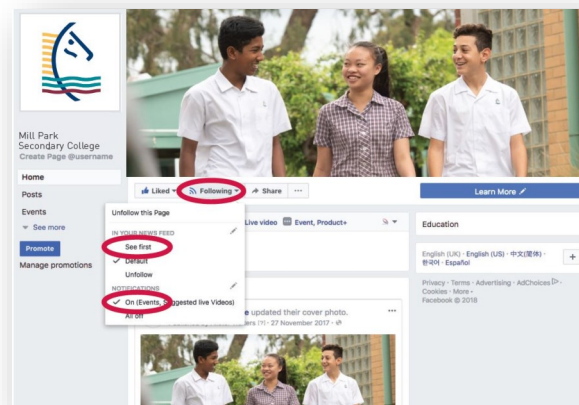 Mill Park
Secondary College
Create Page @username
Home
Posts
Events
See more
Promote
Manage promotions
Liked Following Share ...
Learn More
Unfollow this Page
IN YOUR NEWS FEED
See first
Default
Unfollow
NOTIFICATIONS
On (Events, Suggested live Videos)
All off
Live video Event, Product+
updated their cover photo.
27 November 2017
Education
English (UK) · English (US) · 中文(简体) ·
한국어 · Español
Privacy · Terms · Advertising · AdChoices ·
Cookies · More
Facebook © 2018